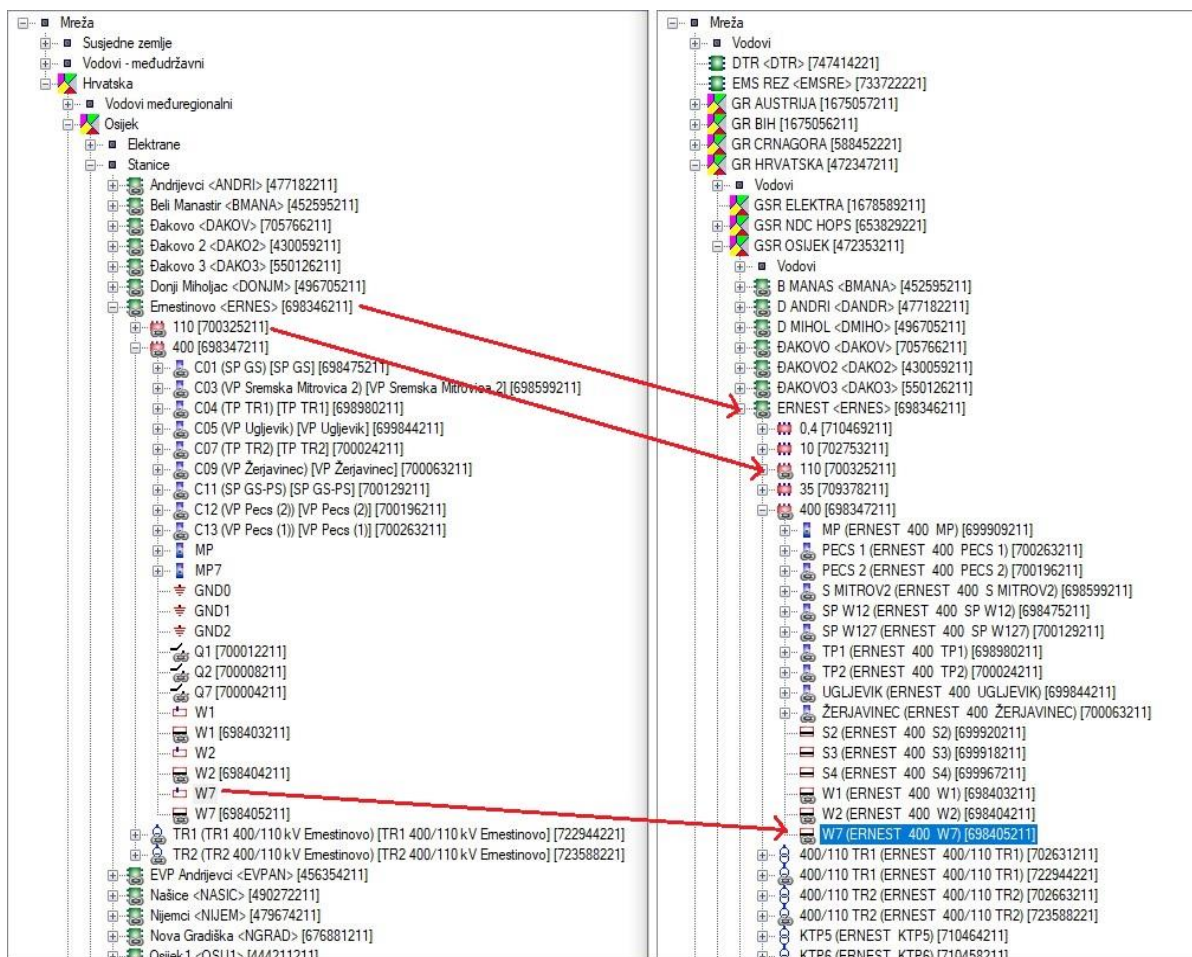 Mreža
Susjedne zemlje
Vodovi - međudržavni
Hrvatska
Vodovi međuregionalni
Osijek
Elektrane
Stanice
Andrijevci <ANDRI> [477182211]
Beli Manastir <BMANA> [452595211]
Đakovo <DAKOV> [705766211]
Đakovo 2 <DAKO2> [430059211]
Đakovo 3 <DAKO3> [550126211]
Donji Miholjac <DONJM> [496705211]
Ernestinovo <ERNES> [698346211]
110 [700325211]
400 [698347211]
C01 (SP GS) [SP GS] [698475211]
C03 (VP Sremska Mitrovica 2) [VP Sremska Mitrovica 2] [698599211]
C04 (TP TR1) [TP TR1] [698980211]
C05 (VP Ugljevik) [VP Ugljevik] [699844211]
C07 (TP TR2) [TP TR2] [700024211]
C09 (VP Žerjavinec) [VP Žerjavinec] [700063211]
C11 (SP GS-PS) [SP GS-PS] [700129211]
C12 (VP Pecs (2)) [VP Pecs (2)] [700196211]
C13 (VP Pecs (1)) [VP Pecs (1)] [700263211]
MP
MP7
GND0
GND1
GND2
Q1 [700012211]
Q2 [700008211]
Q7 [700004211]
W1
W1 [698403211]
W2
W2 [698404211]
W7
W7 [698405211]
TR1 (TR1 400/110 kV Ernestinovo) [TR1 400/110 kV Ernestinovo] [722944221]
TR2 (TR2 400/110 kV Ernestinovo) [TR2 400/110 kV Ernestinovo] [723588221]
EVP Andrijevci <EVPAN> [456354211]
Našice <NASIC> [490272211]
Nijemci <NIJEM> [479674211]
Nova Gradiška <NGRAD> [676881211]
Osijek1 <OSIJ1> [444211211]
Mreža
Vodovi
DTR <DTR> [747414221]
EMS REZ <EMSRE> [733722221]
GR AUSTRIJA [1675057211]
GR BIH [1675056211]
GR CRNAGORA [588452221]
GR HRVATSKA [472347211]
Vodovi
GSR ELEKTRA [1678589211]
GSR NDC HOPS [653829221]
GSR OSIJEK [472353211]
Vodovi
B MANAS <BMANA> [452595211]
D ANDRI <DANDR> [477182211]
D MIHOL <DMIHO> [496705211]
ĐAKOVO <DAKOV> [705766211]
ĐAKOVO2 <DAKO2> [430059211]
ĐAKOVO3 <DAKO3> [550126211]
ERNEST <ERNES> [698346211]
0,4 [710469211]
10 [702753211]
110 [700325211]
35 [709378211]
400 [698347211]
MP (ERNEST 400 MP) [699909211]
PECS 1 (ERNEST 400 PECS 1) [700263211]
PECS 2 (ERNEST 400 PECS 2) [700196211]
S MITROV2 (ERNEST 400 S MITROV2) [698599211]
SP W12 (ERNEST 400 SP W12) [698475211]
SP W127 (ERNEST 400 SP W127) [700129211]
TP1 (ERNEST 400 TP1) [698980211]
TP2 (ERNEST 400 TP2) [700024211]
UGLJEVIK (ERNEST 400 UGLJEVIK) [699844211]
ŽERJAVINEC (ERNEST 400 ŽERJAVINEC) [700063211]
S2 (ERNEST 400 S2) [699920211]
S3 (ERNEST 400 S3) [699918211]
S4 (ERNEST 400 S4) [699967211]
W1 (ERNEST 400 W1) [698403211]
W2 (ERNEST 400 W2) [698404211]
W7 (ERNEST 400 W7) [698405211]
400/110 TR1 (ERNEST 400/110 TR1) [702631211]
400/110 TR1 (ERNEST 400/110 TR1) [722944221]
400/110 TR2 (ERNEST 400/110 TR2) [702663211]
400/110 TR2 (ERNEST 400/110 TR2) [723588221]
KTP5 (ERNEST KTP5) [710464211]
KTP6 (ERNEST KTP6) [710458211]